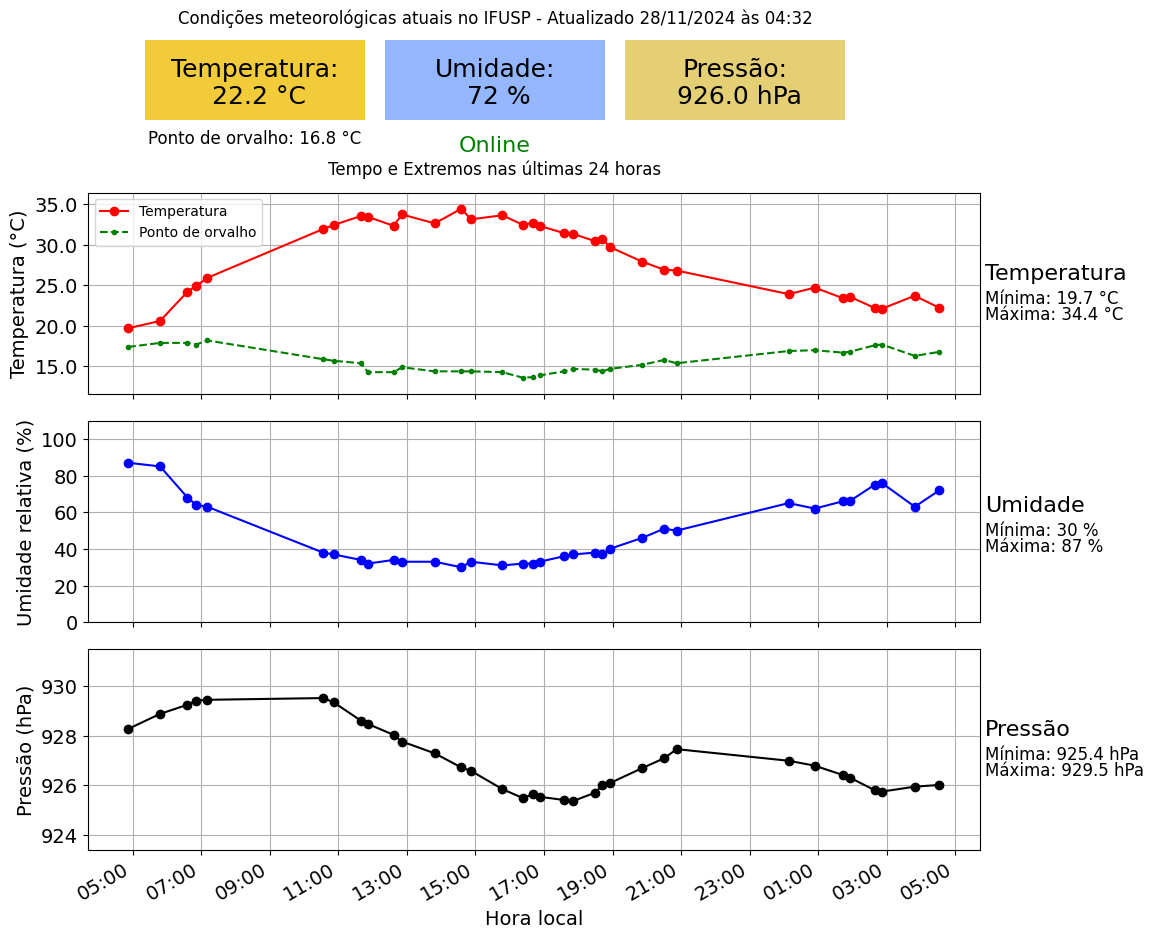 Condições meteorológicas atuais no IFUSP - Atualizado 28/11/2024 às 04:32
Temperatura:
22.2 °C
Umidade:
72 %
Pressão:
926.0 hPa
Ponto de orvalho: 16.8 °C
Online
Tempo e Extremos nas últimas 24 horas
Temperatura (°C)
35.0
30.0
25.0
20.0
15.0
Temperatura
Ponto de orvalho
Temperatura
Mínima: 19.7 °C
Máxima: 34.4 °C
Umidade relativa (%)
100
80
60
40
20
0
Umidade
Mínima: 30 %
Máxima: 87 %
Pressão (hPa)
930
928
926
924
Pressão
Mínima: 925.4 hPa
Máxima: 929.5 hPa
05:00 07:00 09:00 11:00 13:00 15:00 17:00 19:00 21:00 23:00 01:00 03:00 05:00
Hora local